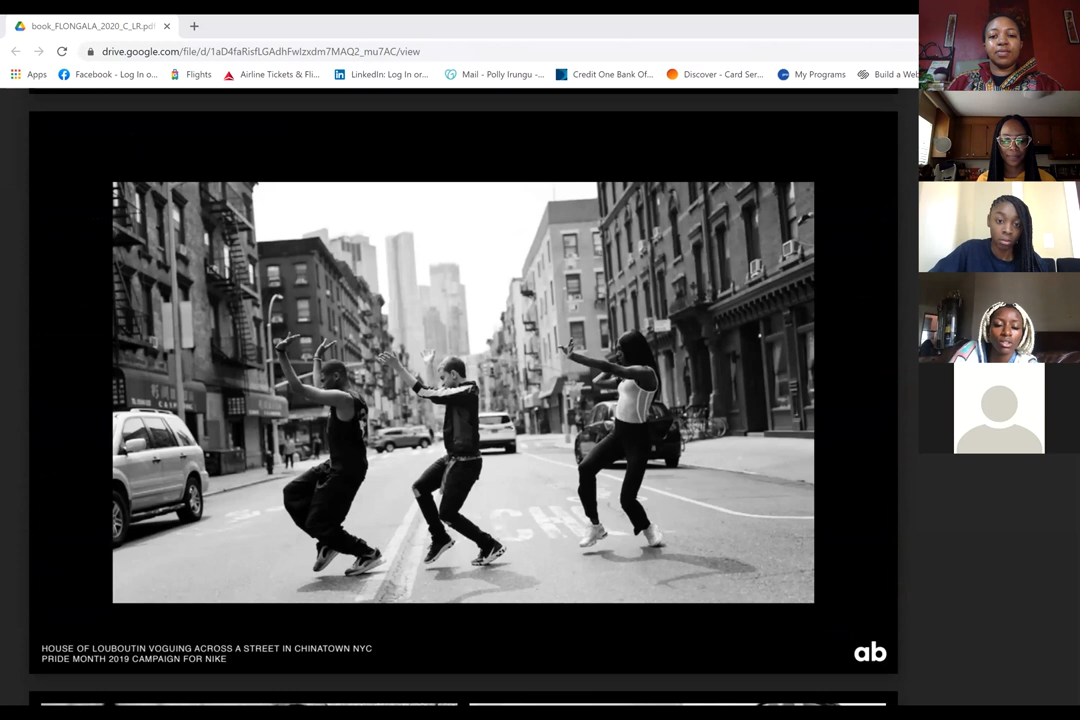 book_FLONGALA_2020_C_LR.pdf
drive.google.com/file/d/1aD4faRisfLGAdhFwIzxdm7MAQ2_mu7AC/view
Apps
Facebook - Log In o...
Flights
Airline Tickets & Fli...
LinkedIn: Log In or...
Mail - Polly Irungu -...
Credit One Bank Of...
Discover - Card Ser...
My Programs
Build a Web
HOUSE OF LOUBOUTIN VOGUING ACROSS A STREET IN CHINATOWN NYC
PRIDE MONTH 2019 CAMPAIGN FOR NIKE
ab